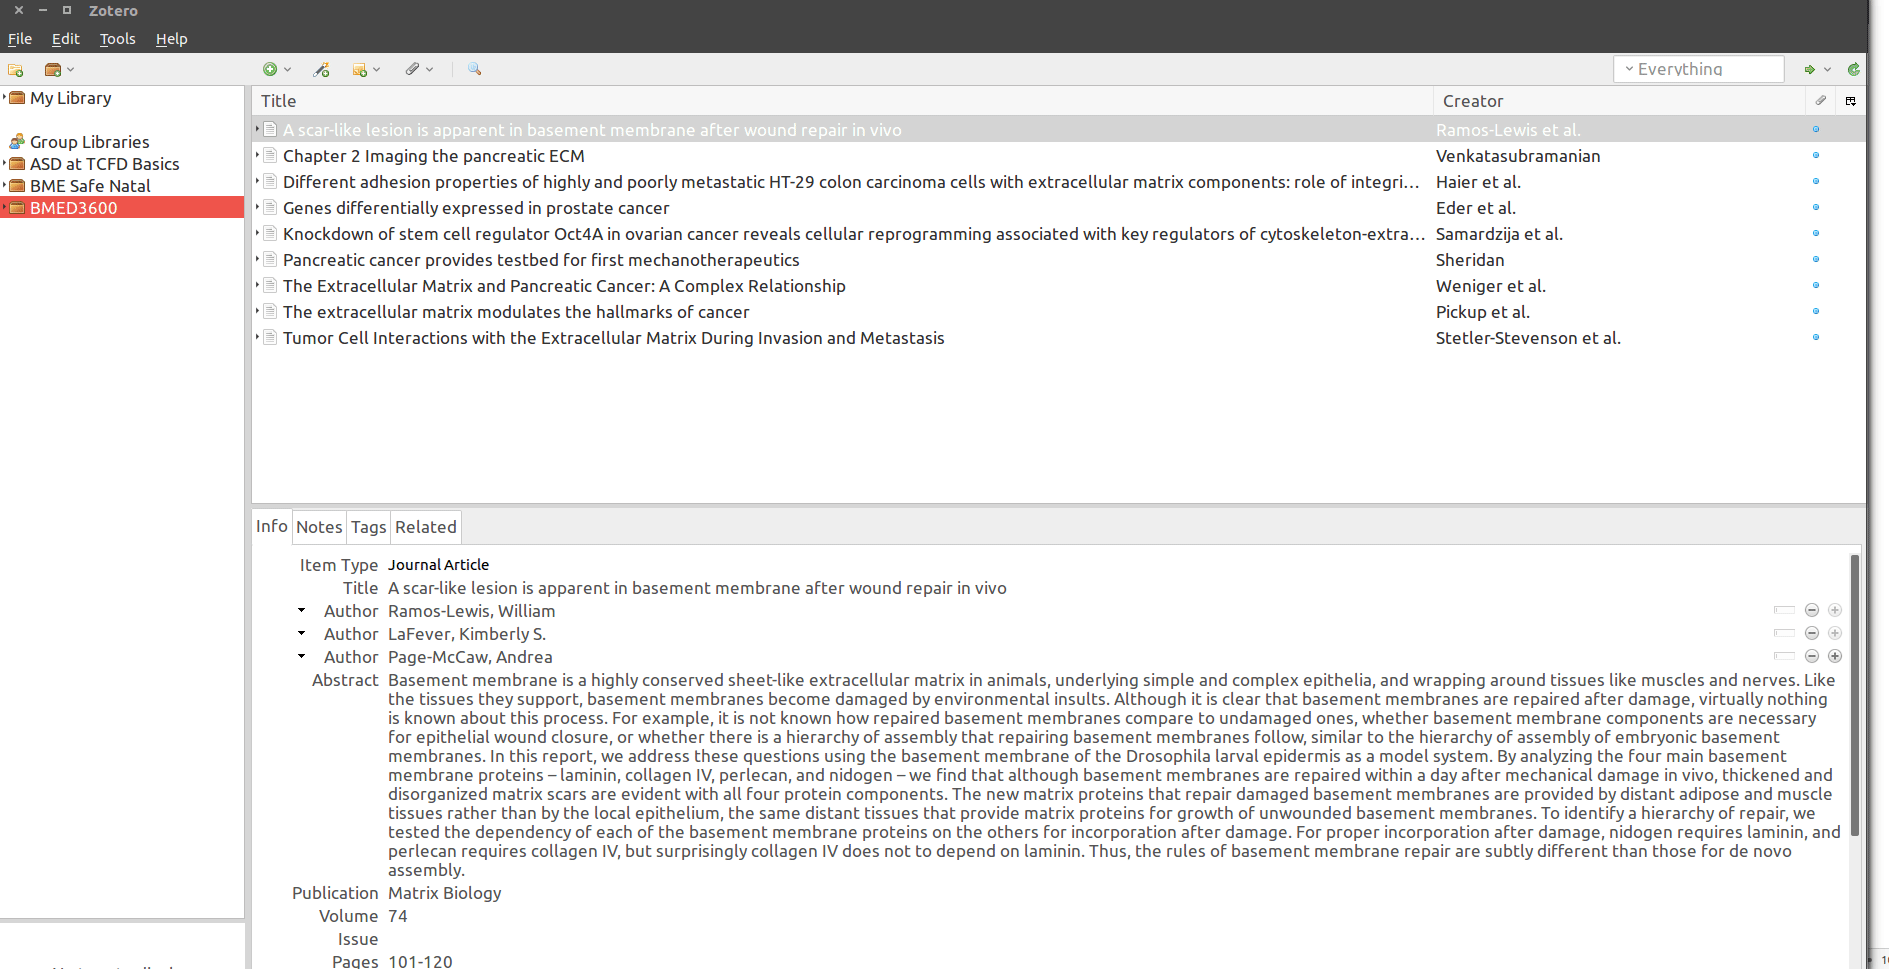 Zotero
File Edit Tools Help
Everything
My Library
Group Libraries
ASD at TCFD Basics
BME Safe Natal
BMED3600
Title Creator
A scar-like lesion is apparent in basement membrane after wound repair in vivo Ramos-Lewis et al.
Chapter 2 Imaging the pancreatic ECM Venkatasubramanian
Different adhesion properties of highly and poorly metastatic HT-29 colon carcinoma cells with extracellular matrix components: role of integri... Haier et al.
Genes differentially expressed in prostate cancer Eder et al.
Knockdown of stem cell regulator Oct4A in ovarian cancer reveals cellular reprogramming associated with key regulators of cytoskeleton-extra... Samardzija et al.
Pancreatic cancer provides testbed for first mechanotherapeutics Sheridan
The Extracellular Matrix and Pancreatic Cancer: A Complex Relationship Weniger et al.
The extracellular matrix modulates the hallmarks of cancer Pickup et al.
Tumor Cell Interactions with the Extracellular Matrix During Invasion and Metastasis Stetler-Stevenson et al.
Info Notes Tags Related
Item Type Journal Article
Title A scar-like lesion is apparent in basement membrane after wound repair in vivo
Author Ramos-Lewis, William
Author LaFever, Kimberly S.
Author Page-McCaw, Andrea
Abstract Basement membrane is a highly conserved sheet-like extracellular matrix in animals, underlying simple and complex epithelia, and wrapping around tissues like muscles and nerves. Like
the tissues they support, basement membranes become damaged by environmental insults. Although it is clear that basement membranes are repaired after damage, virtually nothing
is known about this process. For example, it is not known how repaired basement membranes compare to undamaged ones, whether basement membrane components are necessary
for epithelial wound closure, or whether there is a hierarchy of assembly that repairing basement membranes follow, similar to the hierarchy of assembly of embryonic basement
membranes. In this report, we address these questions using the basement membrane of the Drosophila larval epidermis as a model system. By analyzing the four main basement
membrane proteins – laminin, collagen IV, perlecan, and nidogen – we find that although basement membranes are repaired within a day after mechanical damage in vivo, thickened and
disorganized matrix scars are evident with all four protein components. The new matrix proteins that repair damaged basement membranes are provided by distant adipose and muscle
tissues rather than by the local epithelium, the same distant tissues that provide matrix proteins for growth of unwounded basement membranes. To identify a hierarchy of repair, we
tested the dependency of each of the basement membrane proteins on the others for incorporation after damage. For proper incorporation after damage, nidogen requires laminin, and
perlecan requires collagen IV, but surprisingly collagen IV does not to depend on laminin. Thus, the rules of basement membrane repair are subtly different than those for de novo
assembly.
Publication Matrix Biology
Volume 74
Issue
Pages 101-120